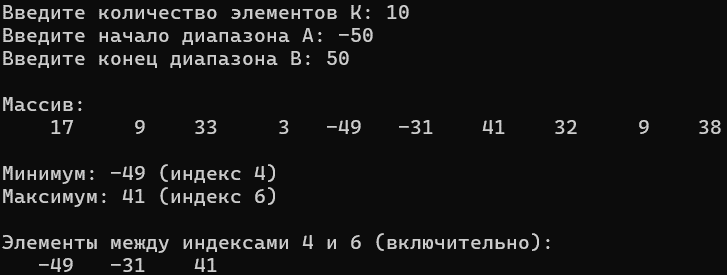 Введите количество элементов K: 10
Введите начало диапазона A: -50
Введите конец диапазона B: 50
Массив:
17 9 33 3 -49 -31 41 32 9 38
Минимум: -49 (индекс 4)
Максимум: 41 (индекс 6)
Элементы между индексами 4 и 6 (включительно):
-49 -31 41